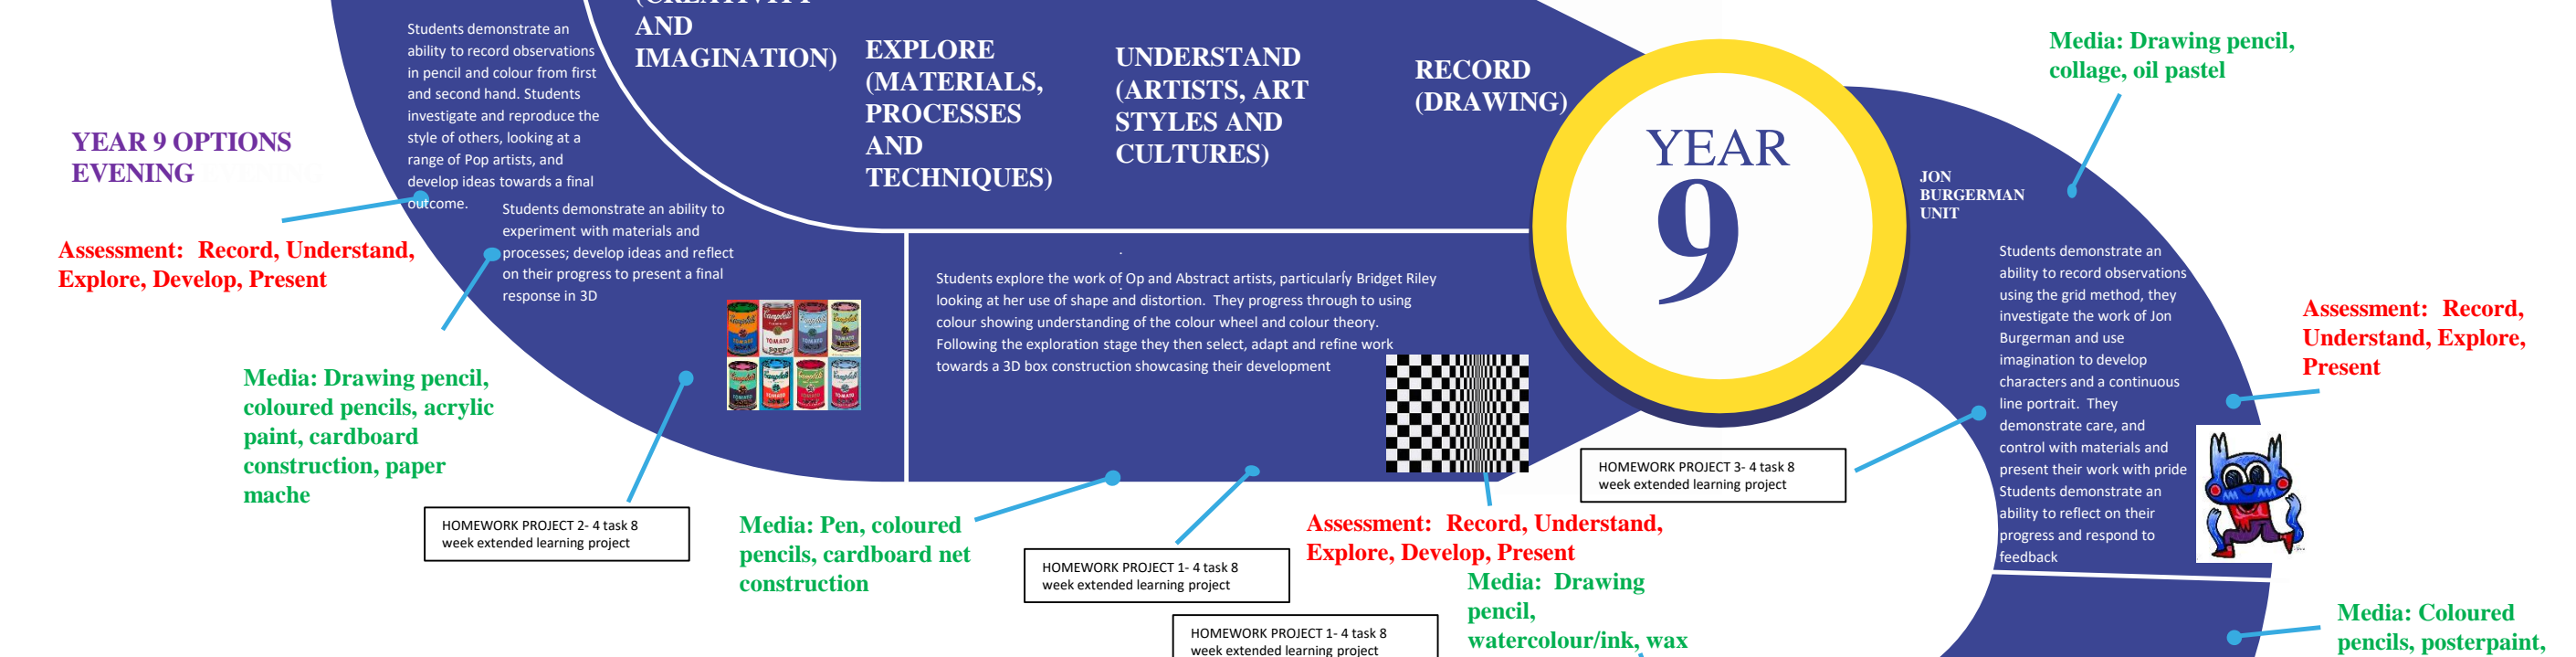 (CREATIVITY
AND
IMAGINATION)
EXPLORE
(MATERIALS,
PROCESSES
AND
TECHNIQUES)
UNDERSTAND
(ARTISTS, ART
STYLES AND
CULTURES)
RECORD
(DRAWING)
YEAR
9
Media: Drawing pencil,
collage, oil pastel
JON
BURGERMAN
UNIT
Students demonstrate an
ability to record observations
using the grid method, they
investigate the work of Jon
Burgerman and use
imagination to develop
characters and a continuous
line portrait. They
demonstrate care, and
control with materials and
present their work with pride
Students demonstrate an
ability to reflect on their
progress and respond to
feedback
Assessment: Record,
Understand, Explore,
Present
HOMEWORK PROJECT 3- 4 task 8
week extended learning project
Students demonstrate an
ability to record observations
in pencil and colour from first
and second hand. Students
investigate and reproduce the
style of others, looking at a
range of Pop artists, and
develop ideas towards a final
outcome.
YEAR 9 OPTIONS
EVENING
Assessment: Record, Understand,
Explore, Develop, Present
Students demonstrate an ability to
experiment with materials and
processes; develop ideas and reflect
on their progress to present a final
response in 3D
Students explore the work of Op and Abstract artists, particularly Bridget Riley
looking at her use of shape and distortion. They progress through to using
colour showing understanding of the colour wheel and colour theory.
Following the exploration stage they then select, adapt and refine work
towards a 3D box construction showcasing their development
Media: Drawing pencil,
coloured pencils, acrylic
paint, cardboard
construction, paper
mache
HOMEWORK PROJECT 2- 4 task 8
week extended learning project
Media: Pen, coloured
pencils, cardboard net
construction
HOMEWORK PROJECT 1- 4 task 8
week extended learning project
Assessment: Record, Understand,
Explore, Develop, Present
Media: Drawing
pencil,
watercolour/ink, wax
HOMEWORK PROJECT 1- 4 task 8
week extended learning project
Media: Coloured
pencils, posterpaint,